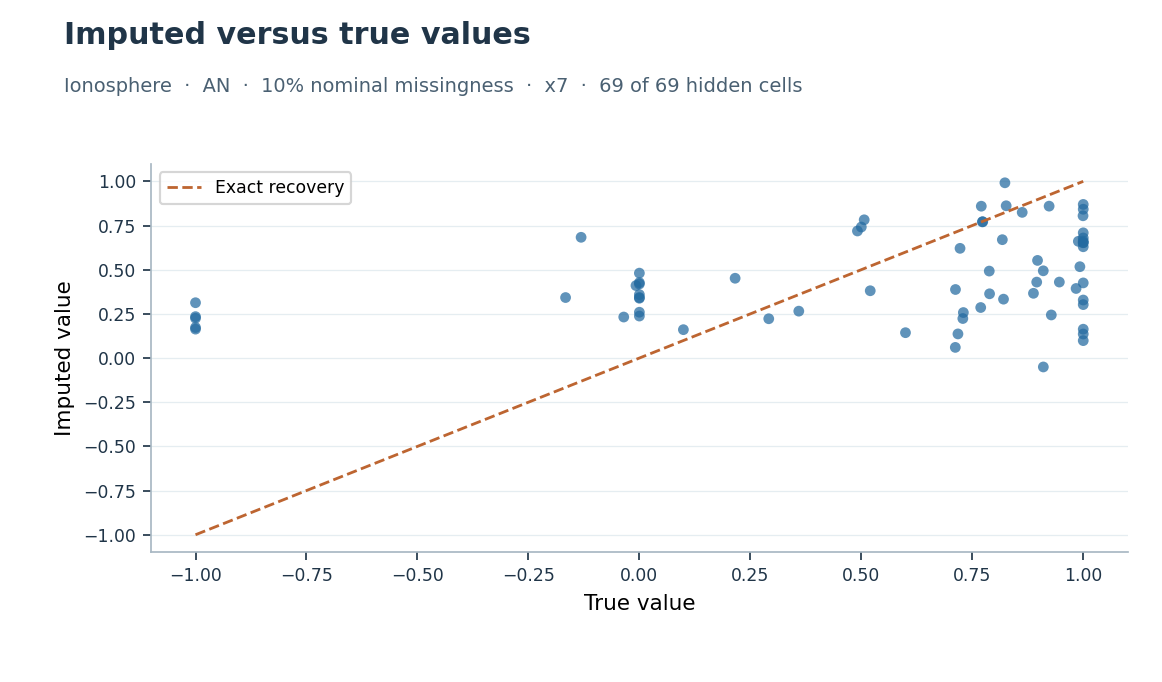 Imputed versus true values
Ionosphere · AN · 10% nominal missingness · x7 · 69 of 69 hidden cells
Exact recovery
1.00
0.75
0.50
0.25
0.00
−0.25
−0.50
−0.75
−1.00
Imputed value
−1.00 −0.75 −0.50 −0.25 0.00 0.25 0.50 0.75 1.00
True value